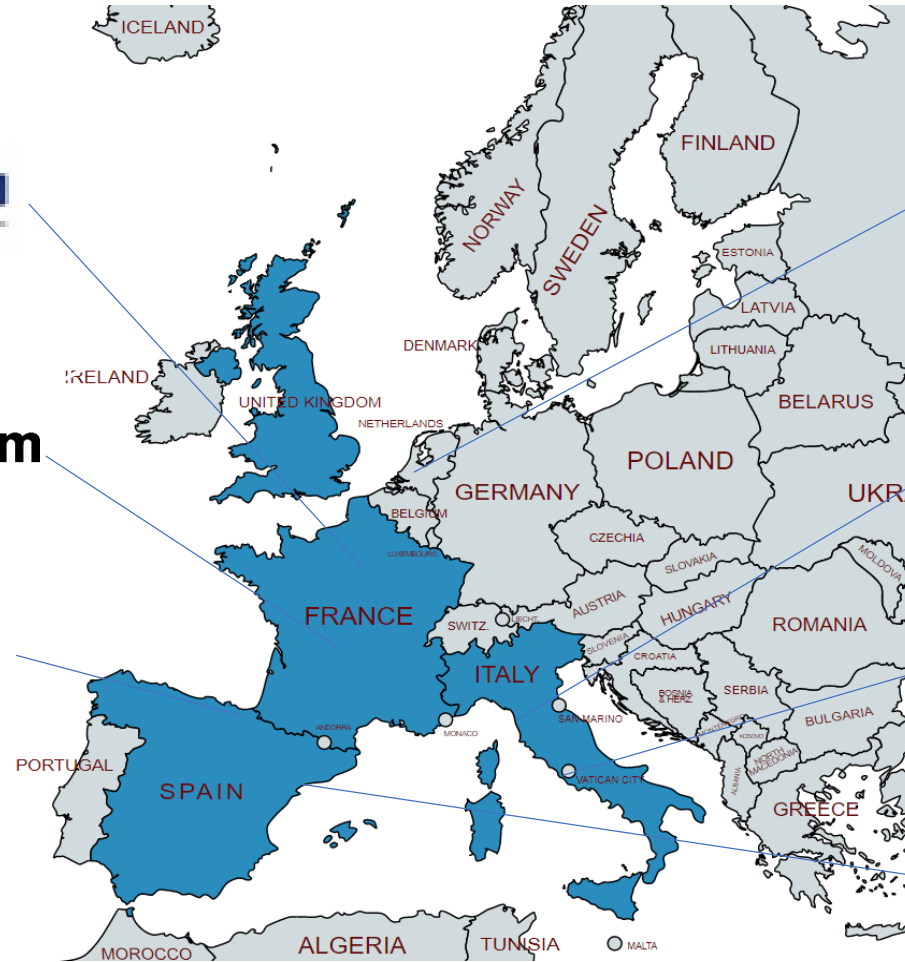 ICELAND
FINLAND
NORWAY
SWEDEN
ESTONIA
LATVIA
DENMARK
LITHUANIA
IRELAND
UNITED KINGDOM
BELARUS
NETHERLANDS
m
POLAND
GERMANY
UKR
BELGIUM
CZECHIA
LUXEMBOURG
SLOVAKIA
MOLDOVA
AUSTRIA
HUNGARY
FRANCE
LIECHT.
SWITZ.
ROMANIA
SLOVENIA
CROATIA
ITALY
BOSNIA
& HERZ.
SERBIA
SAN MARINO
BULGARIA
MONTENEGRO
ANDORRA
MONACO
KOSOVO
NORTH
MACEDONIA
PORTUGAL
VATICAN CITY
ALBANIA
SPAIN
GREECE
MOROCCO
ALGERIA
TUNISIA
MALTA